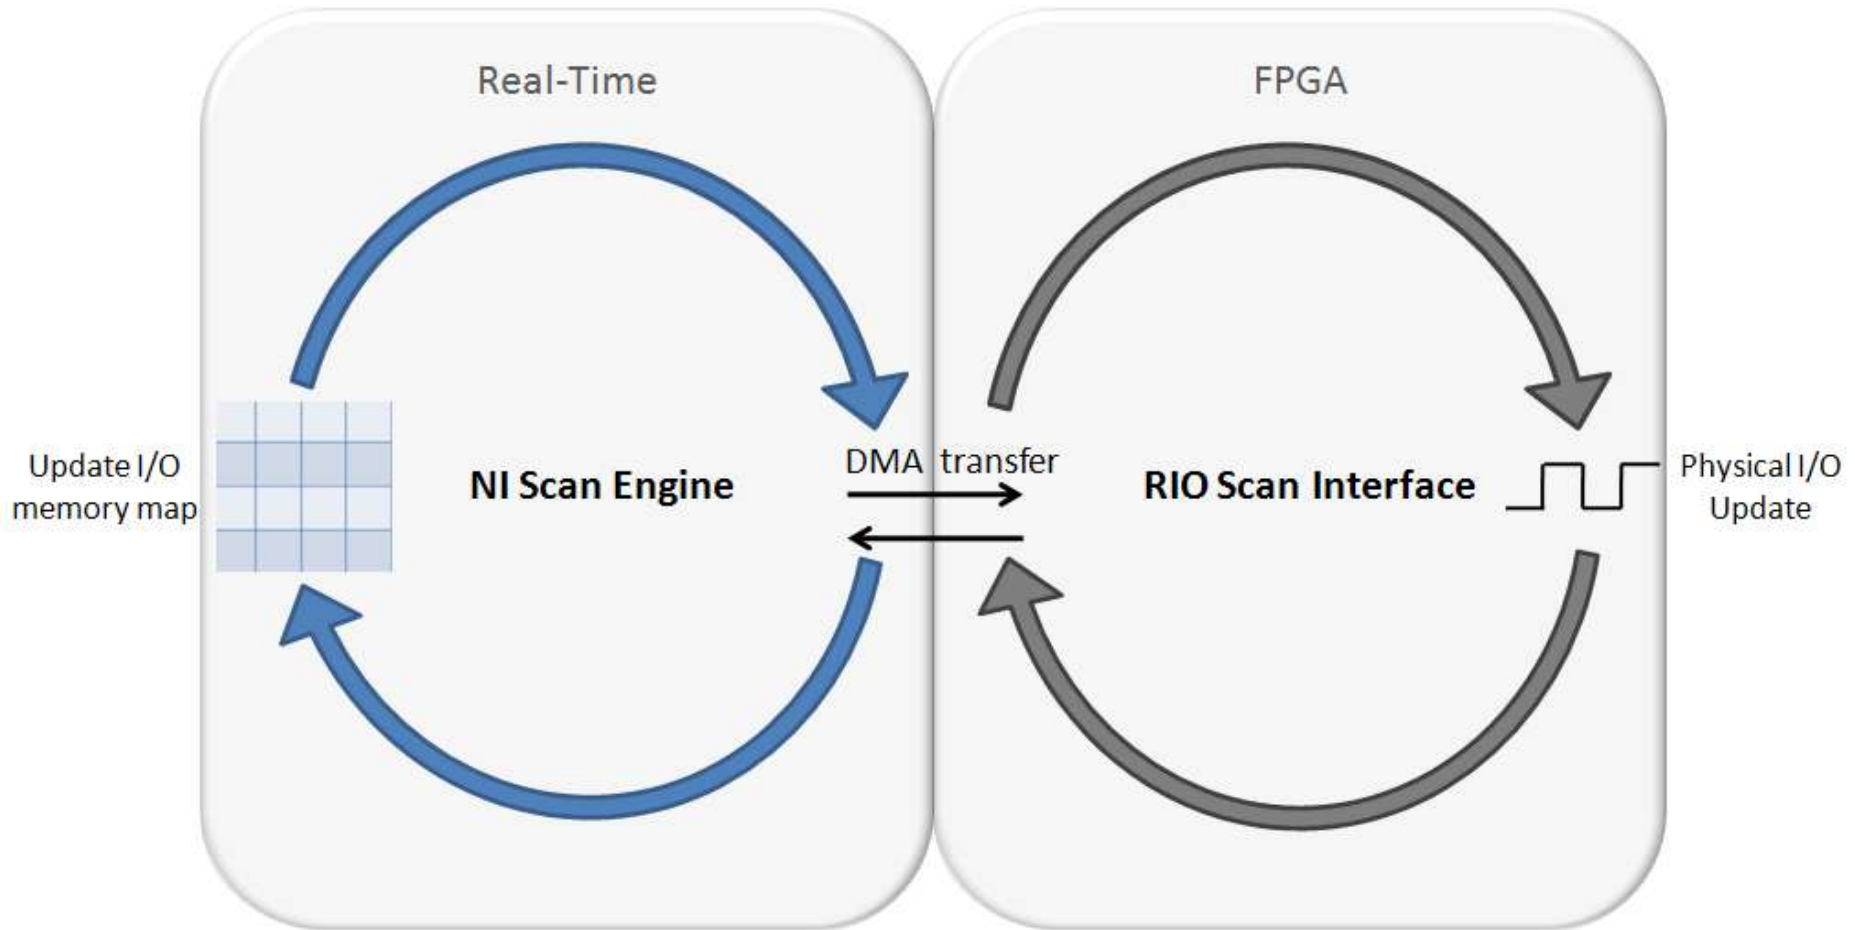 Real-Time
FPGA
Update I/O
memory map
NI Scan Engine
DMA transfer
RIO Scan Interface
Physical I/O
Update